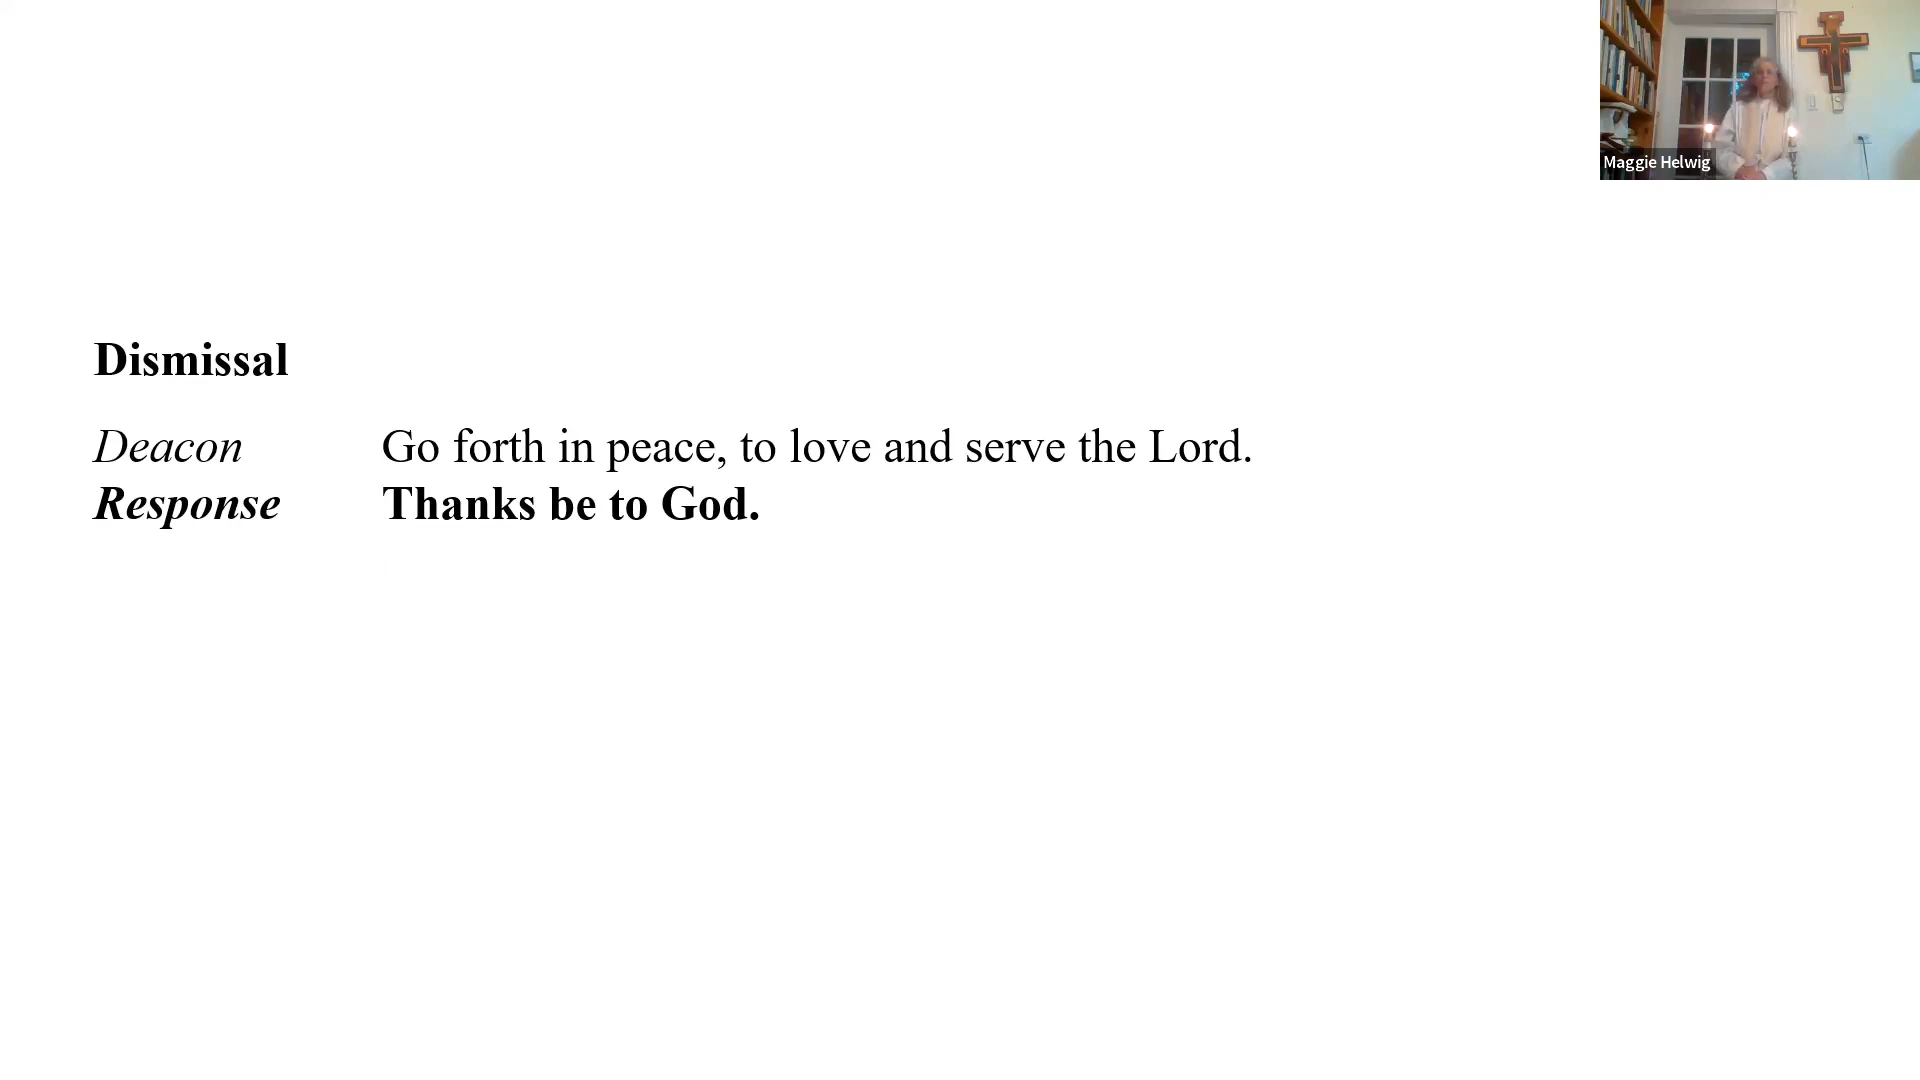 Maggie Helwig
Dismissal
Deacon Go forth in peace, to love and serve the Lord.
Response Thanks be to God.